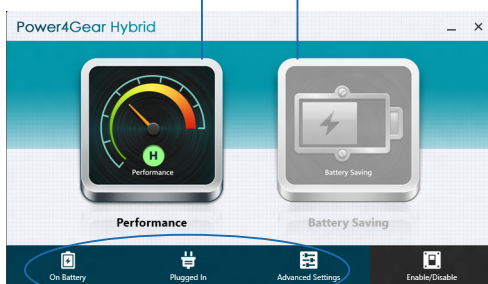 Power4Gear Hybrid
H
Performance
Battery Saving
Performance
Battery Saving
On Battery
Plugged In
Advanced Settings
Enable/Disable